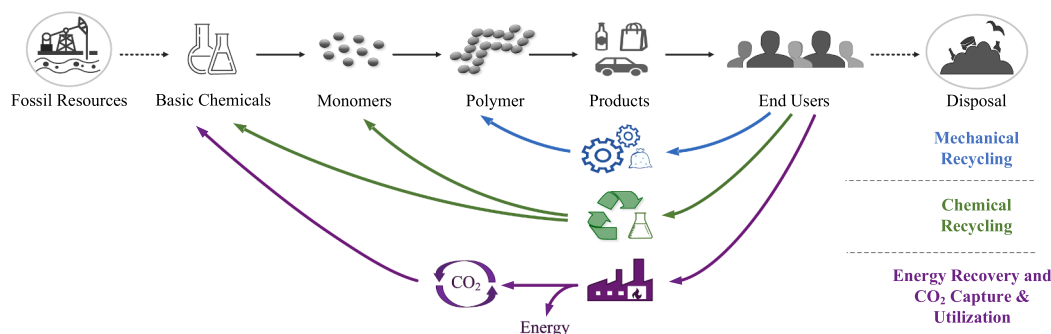 Fossil Resources
Basic Chemicals
Monomers
Polymer
Products
End Users
Disposal
Mechanical
Recycling
Chemical
Recycling
CO₂
Energy
Energy Recovery and
CO₂ Capture &
Utilization